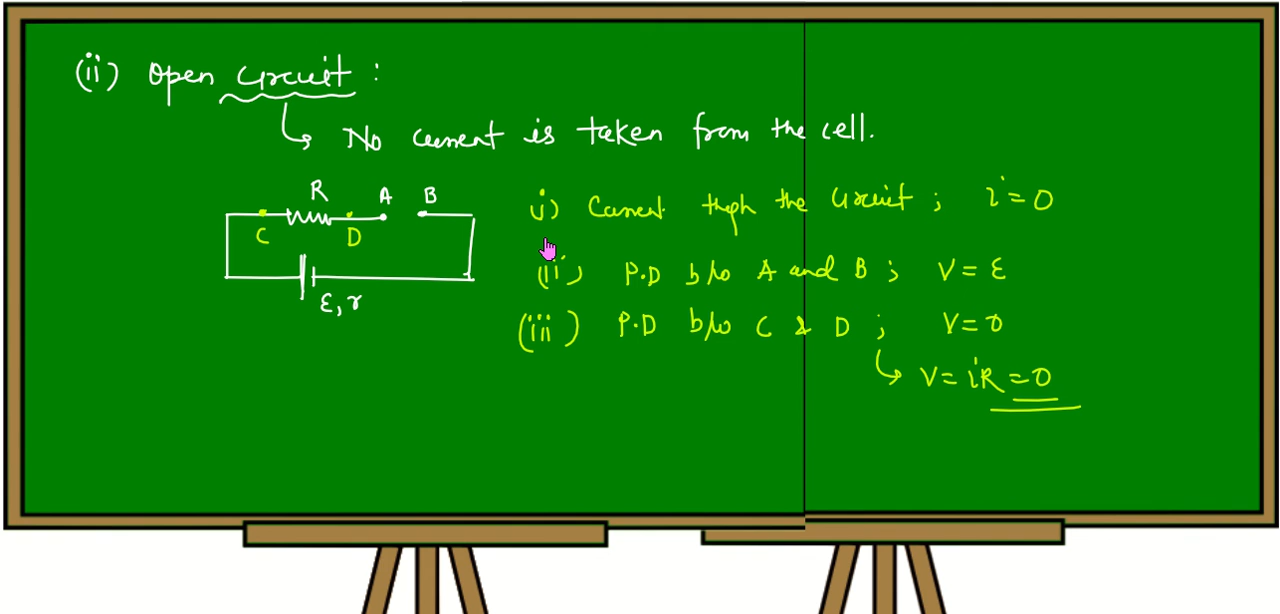 (ii) Open Circuit :
No current is taken from the cell.
R A B
C D
ε, r
i) Current through the Circuit ; i = 0
(ii) P.D b/w A and B ; V = ε
(iii) P.D b/w C & D ; V = 0
V = iR = 0